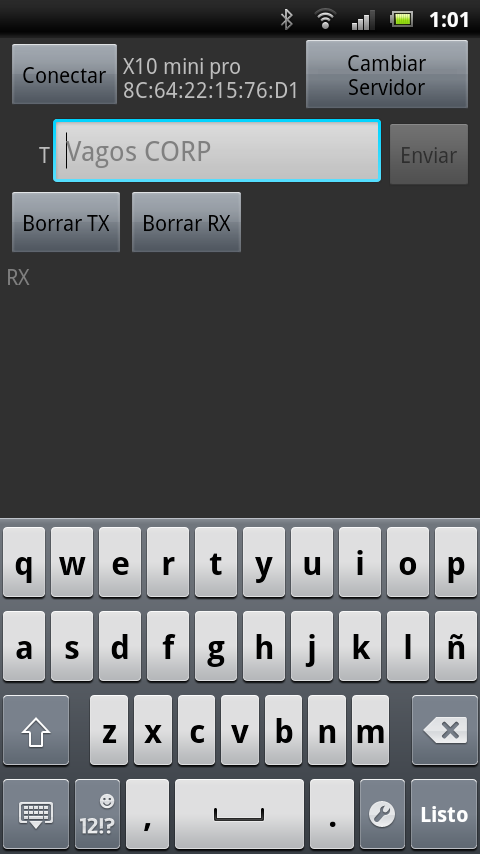 1:01
Conectar
X10 mini pro
8C:64:22:15:76:D1
Cambiar
Servidor
T
Vagos CORP
Enviar
Borrar TX
Borrar RX
RX
q w e r t y u i o p
a s d f g h j k l ñ
z x c v b n m
12!? , . Listo